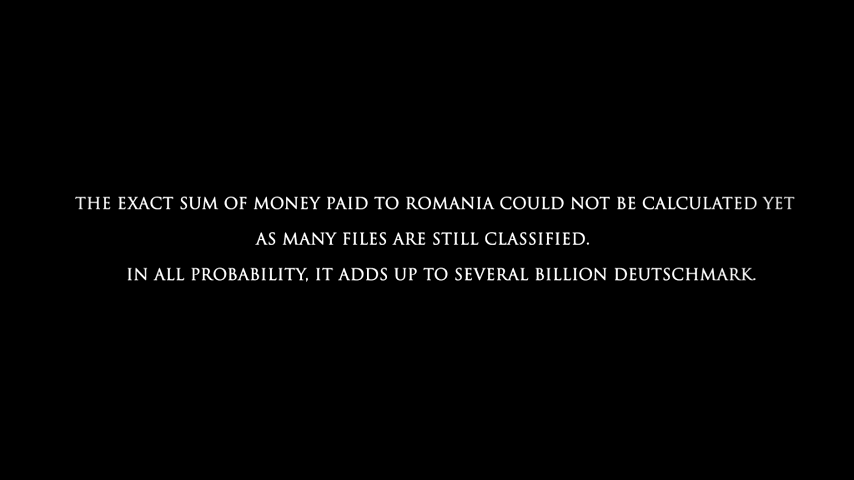 THE EXACT SUM OF MONEY PAID TO ROMANIA COULD NOT BE CALCULATED YET
AS MANY FILES ARE STILL CLASSIFIED.
IN ALL PROBABILITY, IT ADDS UP TO SEVERAL BILLION DEUTSCHMARK.